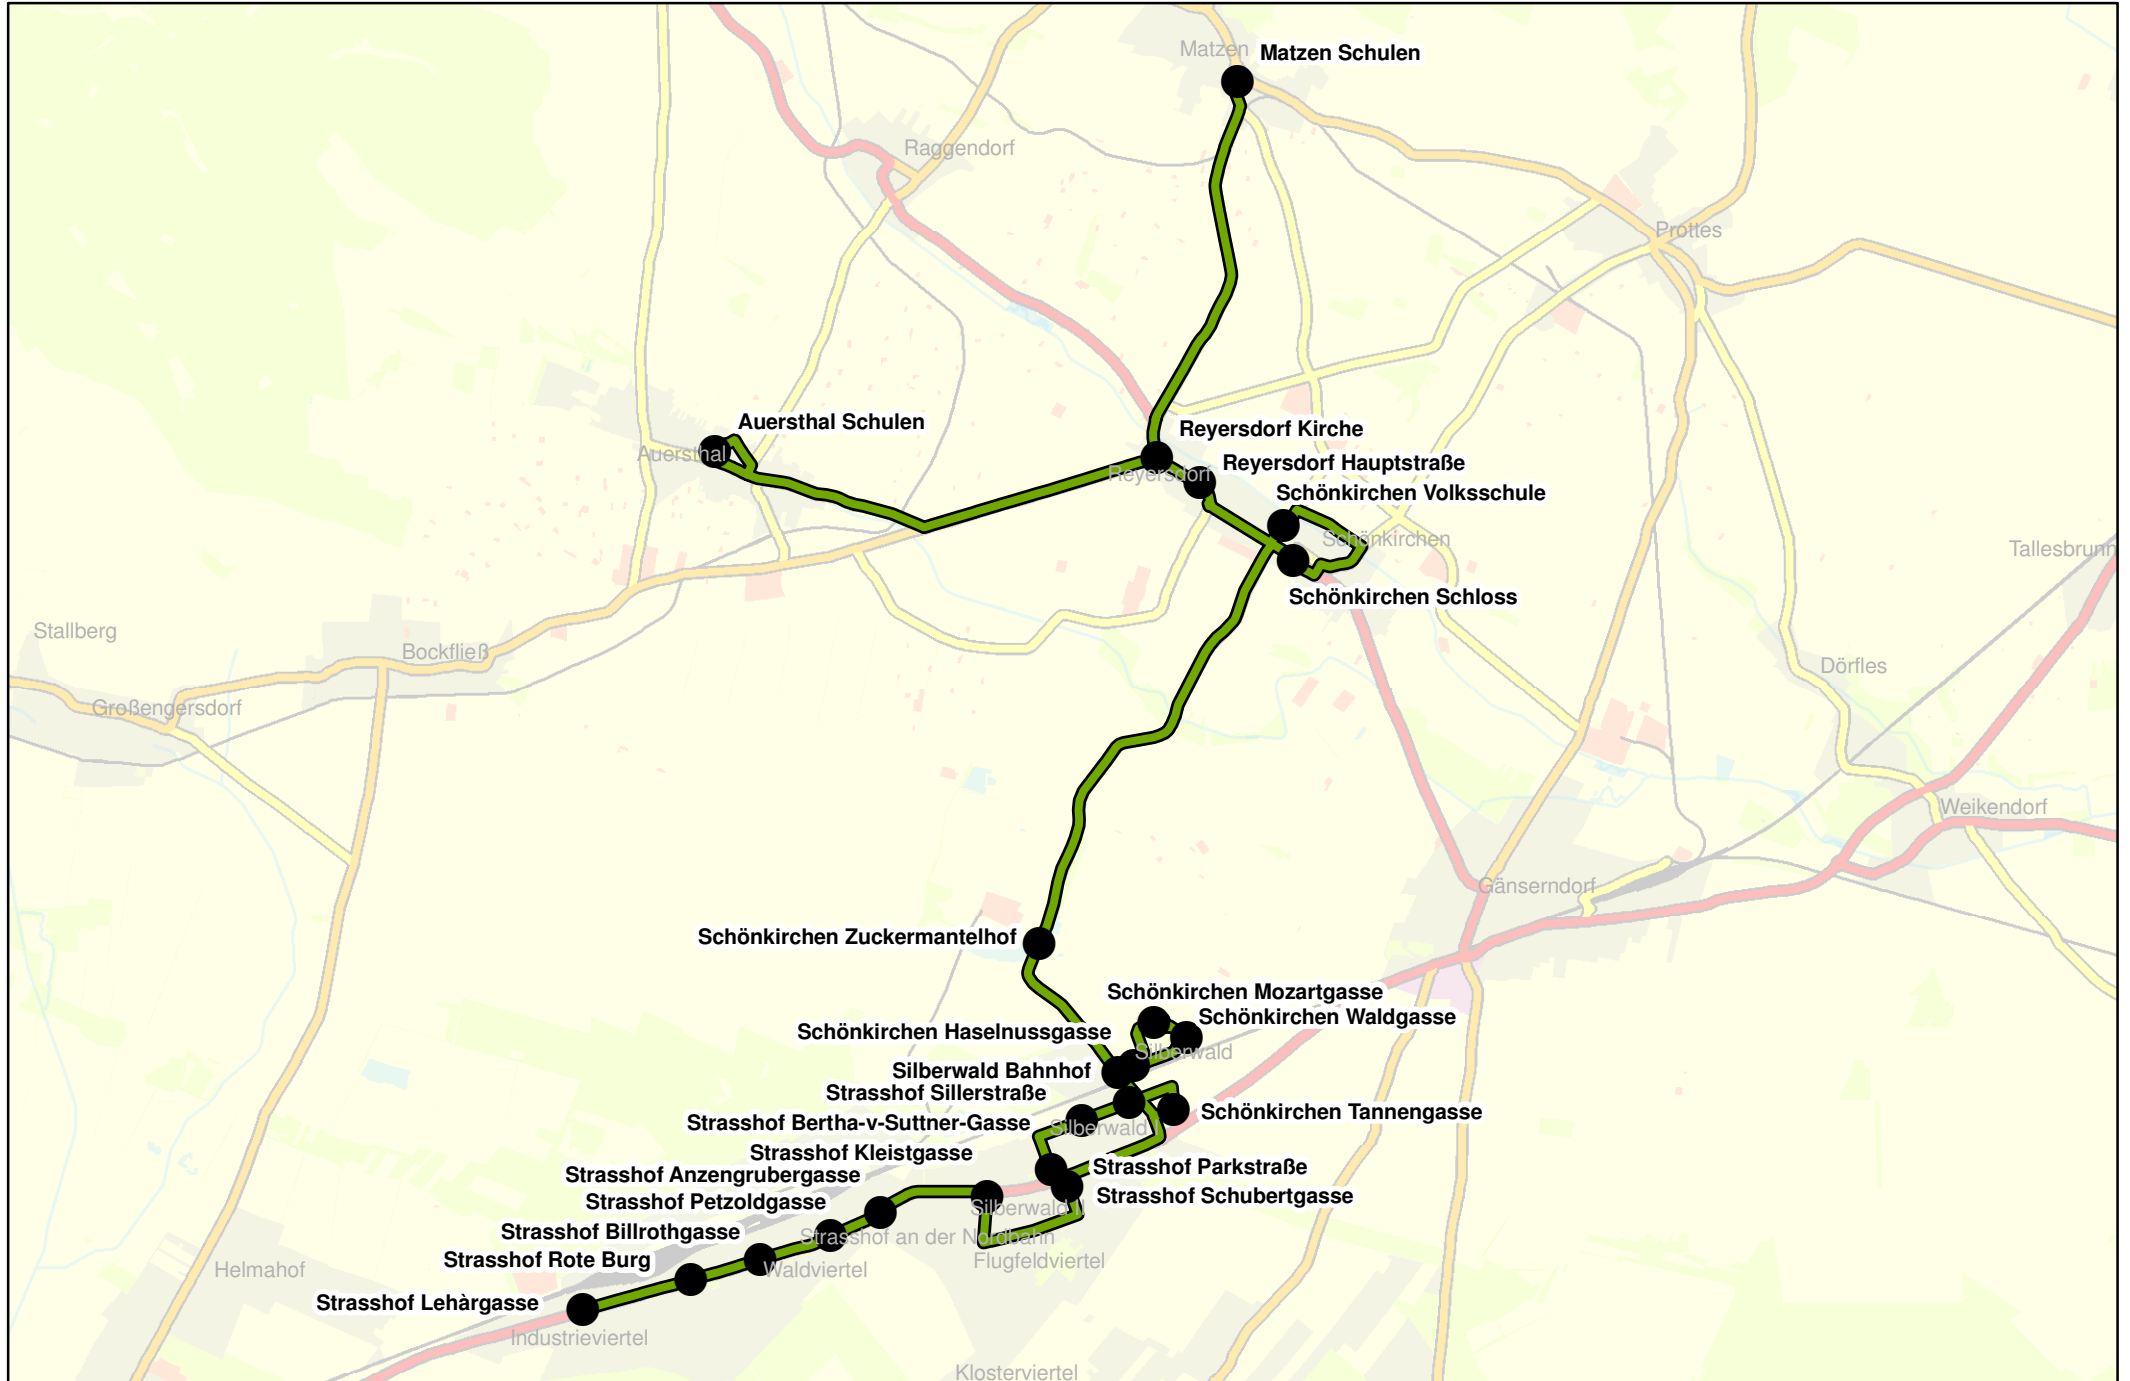 Matzen
Matzen Schulen
Raggendorf
Prottes
Auersthal Schulen
Auersthal
Reyersdorf Kirche
Reyersdorf Hauptstraße
Reyersdorf
Schönkirchen Volksschule
Schönkirchen
Tallesbrunn
Schönkirchen Schloss
Stallberg
Bockfließ
Dörfles
Großengersdorf
Weikendorf
Gänserndorf
Schönkirchen Zuckermantelhof
Schönkirchen Mozartgasse
Schönkirchen Waldgasse
Schönkirchen Haselnussgasse
Silberwald
Silberwald Bahnhof
Strasshof Sillerstraße
Schönkirchen Tannengasse
Strasshof Bertha-v-Suttner-Gasse
Silberwald I
Strasshof Kleistgasse
Strasshof Parkstraße
Strasshof Anzengrubergasse
Strasshof Schubertgasse
Strasshof Petzoldgasse
Silberwald II
Strasshof Billrothgasse
Strasshof an der Nordbahn
Strasshof Rote Burg
Flugfeldviertel
Helmahof
Waldviertel
Strasshof Lehàrgasse
Industrieviertel
Klosterviertel